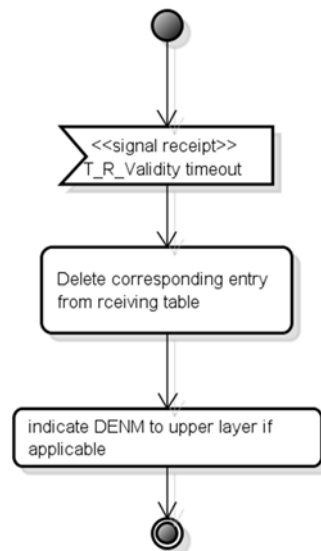 <<signal receipt>>
T_R_Validity timeout
Delete corresponding entry
from rceiving table
indicate DENM to upper layer if
applicable